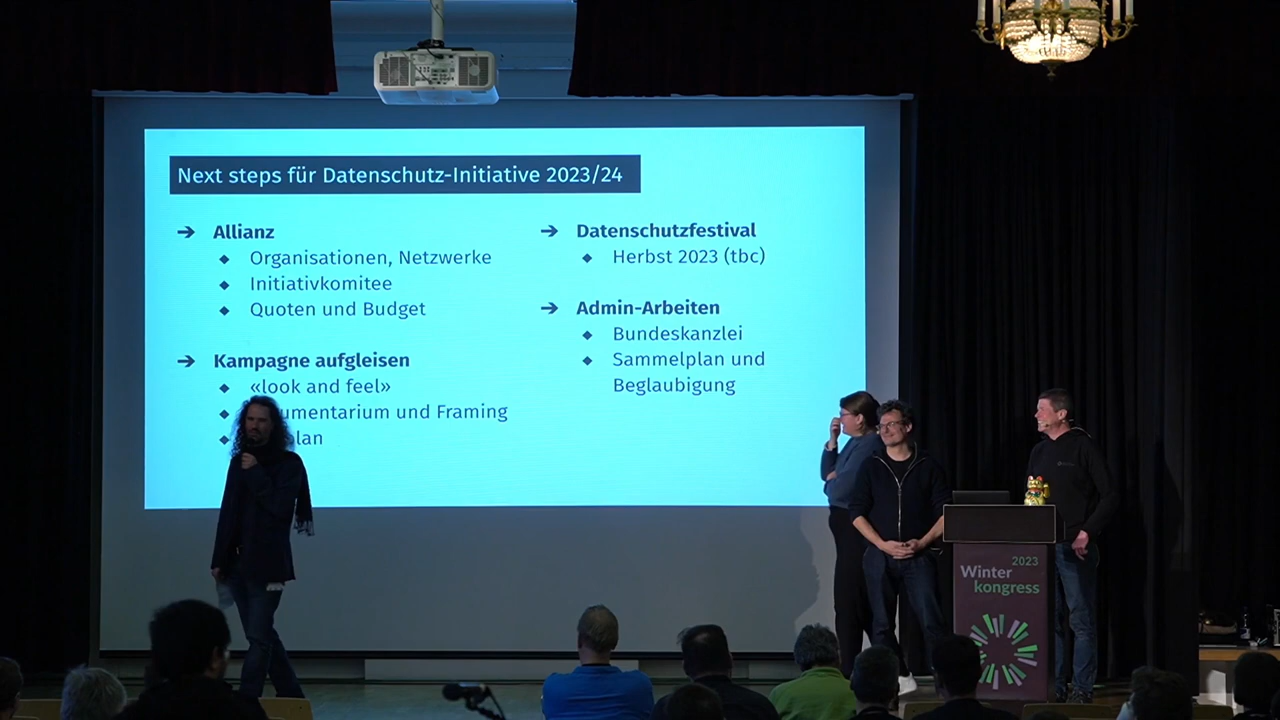 Next steps für Datenschutz-Initiative 2023/24
➔ Allianz
◆ Organisationen, Netzwerke
◆ Initiativkomitee
◆ Quoten und Budget
➔ Kampagne aufgleisen
◆ «look and feel»
◆ umentarium und Framing
◆ lan
➔ Datenschutzfestival
◆ Herbst 2023 (tbc)
➔ Admin-Arbeiten
◆ Bundeskanzlei
◆ Sammelplan und
Beglaubigung
2023
Winter
kongress